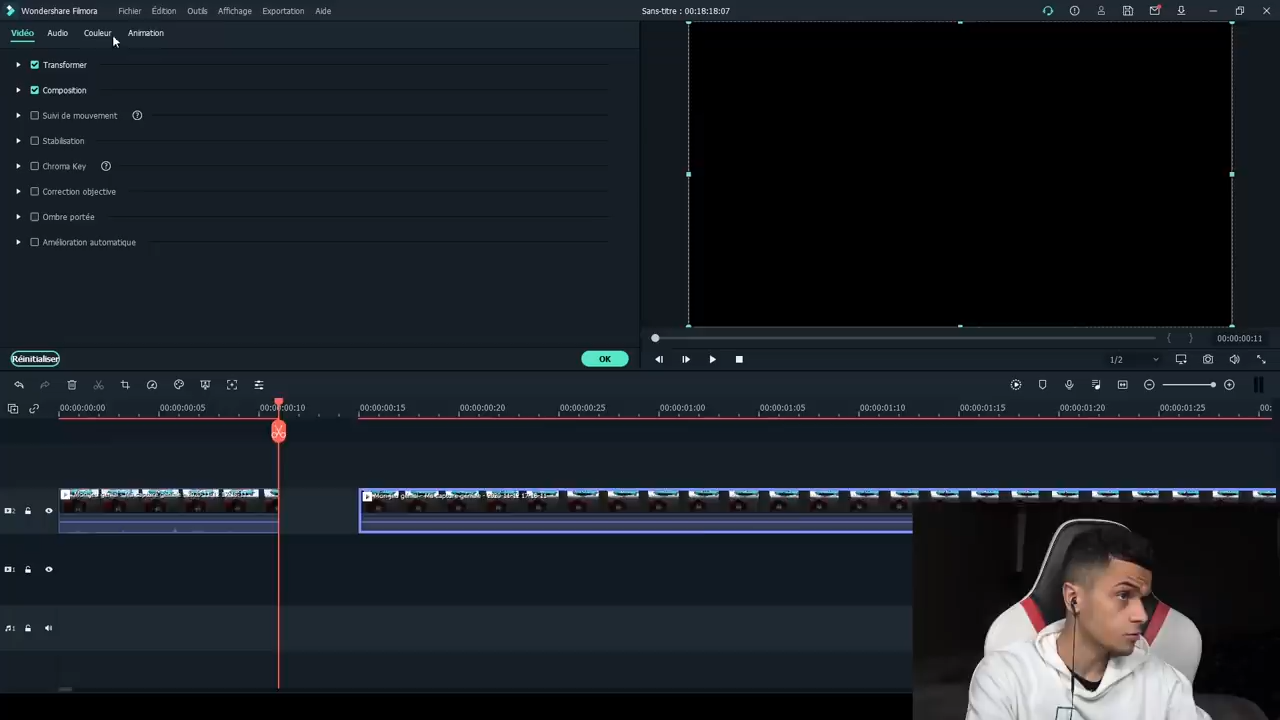 Wondershare Filmora Fichier Édition Outils Affichage Exportation Aide Sans-titre : 00:18:18:07
Vidéo Audio Couleur Animation
Transformer
Composition
Suivi de mouvement ?
Stabilisation
Chroma Key ?
Correction objective
Ombre portée
Amélioration automatique
{ } 00:00:00:11
Réinitialiser OK 1/2
00:00:00:00 00:00:00:05 00:00:00:10 00:00:00:15 00:00:00:20 00:00:00:25 00:00:01:00 00:00:01:05 00:00:01:10 00:00:01:15 00:00:01:20 00:00:01:25 00:
2
1
1